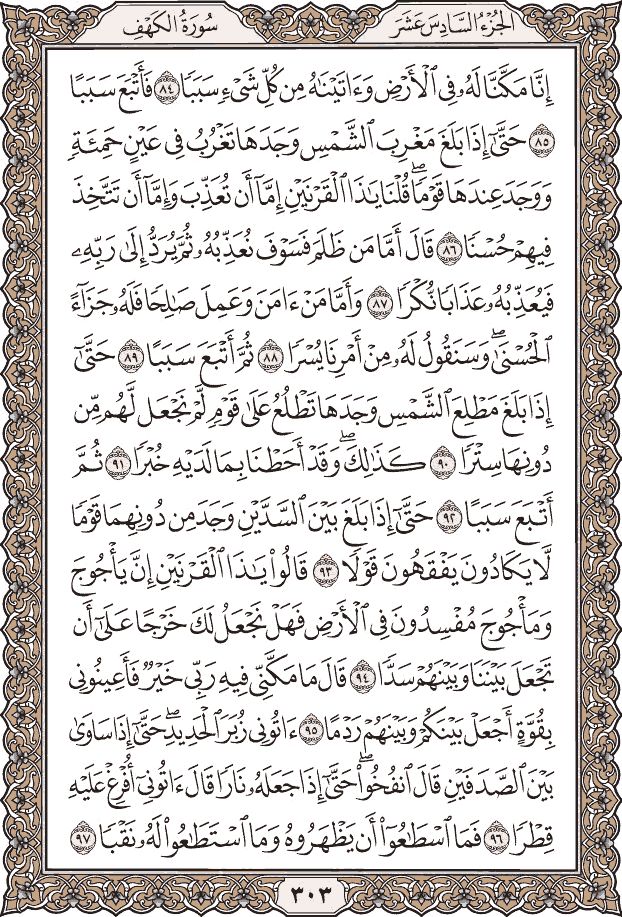 الجُزْءُ السَّادِسَ عَشَرَ
سُورَةُ الكَهْفِ
إِنَّا مَكَّنَّا لَهُۥ فِي ٱلْأَرْضِ وَءَاتَيْنَٰهُ مِن كُلِّ شَيْءٍ سَبَبًا ٨٤ فَأَتْبَعَ سَبَبًا
٨٥ حَتَّىٰٓ إِذَا بَلَغَ مَغْرِبَ ٱلشَّمْسِ وَجَدَهَا تَغْرُبُ فِي عَيْنٍ حَمِئَةٍ
وَوَجَدَ عِندَهَا قَوْمًاۖ قُلْنَا يَٰذَا ٱلْقَرْنَيْنِ إِمَّآ أَن تُعَذِّبَ وَإِمَّآ أَن تَتَّخِذَ
فِيهِمْ حُسْنًا ٨٦ قَالَ أَمَّا مَن ظَلَمَ فَسَوْفَ نُعَذِّبُهُۥ ثُمَّ يُرَدُّ إِلَىٰ رَبِّهِۦ
فَيُعَذِّبُهُۥ عَذَابًا نُّكْرًا ٨٧ وَأَمَّا مَنْ ءَامَنَ وَعَمِلَ صَٰلِحًا فَلَهُۥ جَزَآءً
ٱلْحُسْنَىٰۖ وَسَنَقُولُ لَهُۥ مِنْ أَمْرِنَا يُسْرًا ٨٨ ثُمَّ أَتْبَعَ سَبَبًا ٨٩ حَتَّىٰٓ
إِذَا بَلَغَ مَطْلِعَ ٱلشَّمْسِ وَجَدَهَا تَطْلُعُ عَلَىٰ قَوْمٍ لَّمْ نَجْعَل لَّهُم مِّن
دُونِهَا سِتْرًا ٩٠ كَذَٰلِكَۖ وَقَدْ أَحَطْنَا بِمَا لَدَيْهِ خُبْرًا ٩١ ثُمَّ
أَتْبَعَ سَبَبًا ٩٢ حَتَّىٰٓ إِذَا بَلَغَ بَيْنَ ٱلسَّدَّيْنِ وَجَدَ مِن دُونِهِمَا قَوْمًا
لَّا يَكَادُونَ يَفْقَهُونَ قَوْلًا ٩٣ قَالُوا۟ يَٰذَا ٱلْقَرْنَيْنِ إِنَّ يَأْجُوجَ
وَمَأْجُوجَ مُفْسِدُونَ فِي ٱلْأَرْضِ فَهَلْ نَجْعَلُ لَكَ خَرْجًا عَلَىٰٓ أَن
تَجْعَلَ بَيْنَنَا وَبَيْنَهُمْ سَدًّا ٩٤ قَالَ مَا مَكَّنِّي فِيهِ رَبِّي خَيْرٌ فَأَعِينُونِي
بِقُوَّةٍ أَجْعَلْ بَيْنَكُمْ وَبَيْنَهُمْ رَدْمًا ٩٥ ءَاتُونِي زُبَرَ ٱلْحَدِيدِۖ حَتَّىٰٓ إِذَا سَاوَىٰ
بَيْنَ ٱلصَّدَفَيْنِ قَالَ ٱنفُخُوا۟ۖ حَتَّىٰٓ إِذَا جَعَلَهُۥ نَارًا قَالَ ءَاتُونِيٓ أُفْرِغْ عَلَيْهِ
قِطْرًا ٩٦ فَمَا ٱسْطَٰعُوٓا۟ أَن يَظْهَرُوهُ وَمَا ٱسْتَطَٰعُوا۟ لَهُۥ نَقْبًا ٩٧
٣٠٣